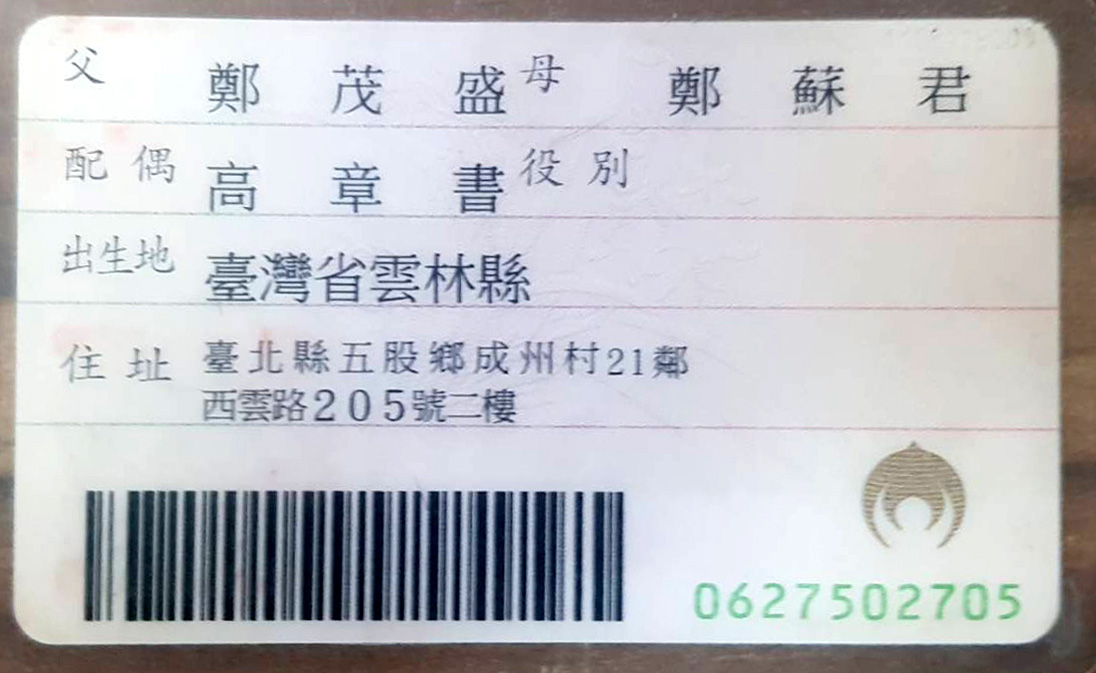 父 鄭茂盛 母 鄭蘇君
配偶 高章書 役別
出生地 臺灣省雲林縣
住址 臺北縣五股鄉成州村21鄰
西雲路205號二樓
0627502705